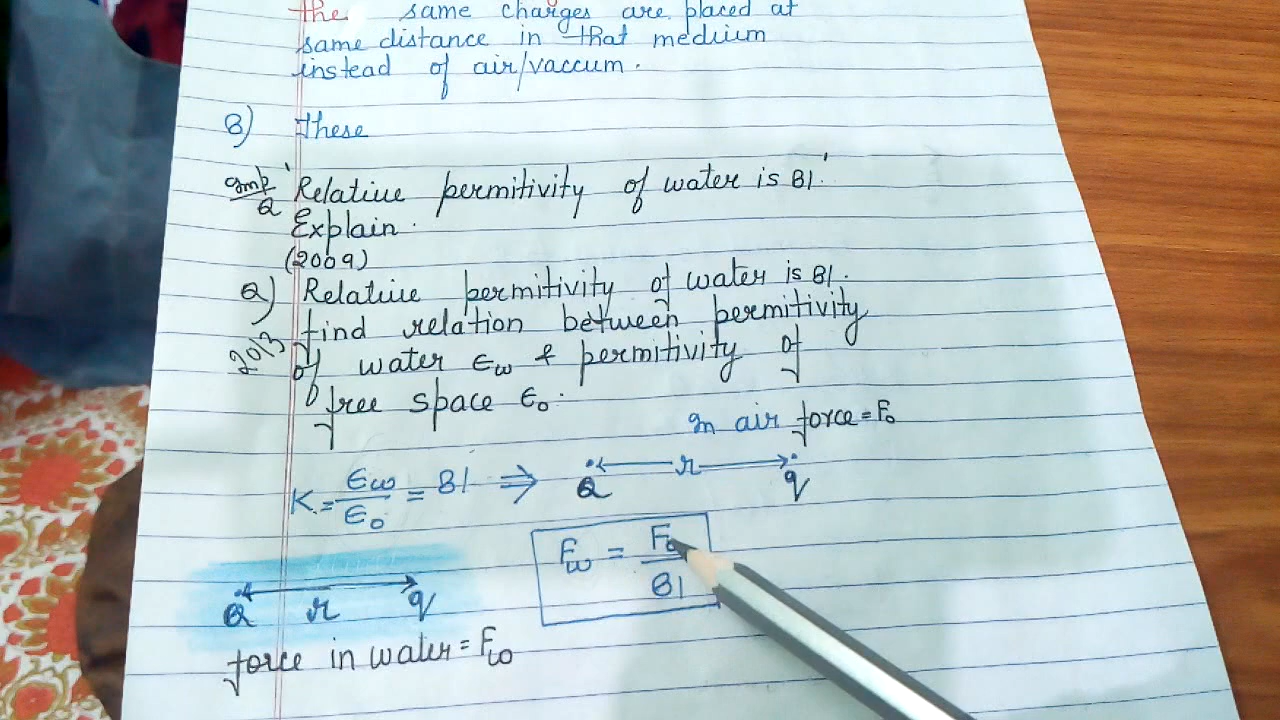 the same charges are placed at
same distance in that medium
instead of air/vaccum.
8) These
Imp 'Relative permitivity of water is 81.'
Q Explain.
(2009)
Q) Relative permitivity of water is 81.
2013 find relation between permitivity
of water ϵw & permitivity of
free space ϵ0.
In air force = F0
K = ϵw/ϵ0 = 81 ⇒ Q r q
Fw = F0/81
Q r q
force in water = Fw